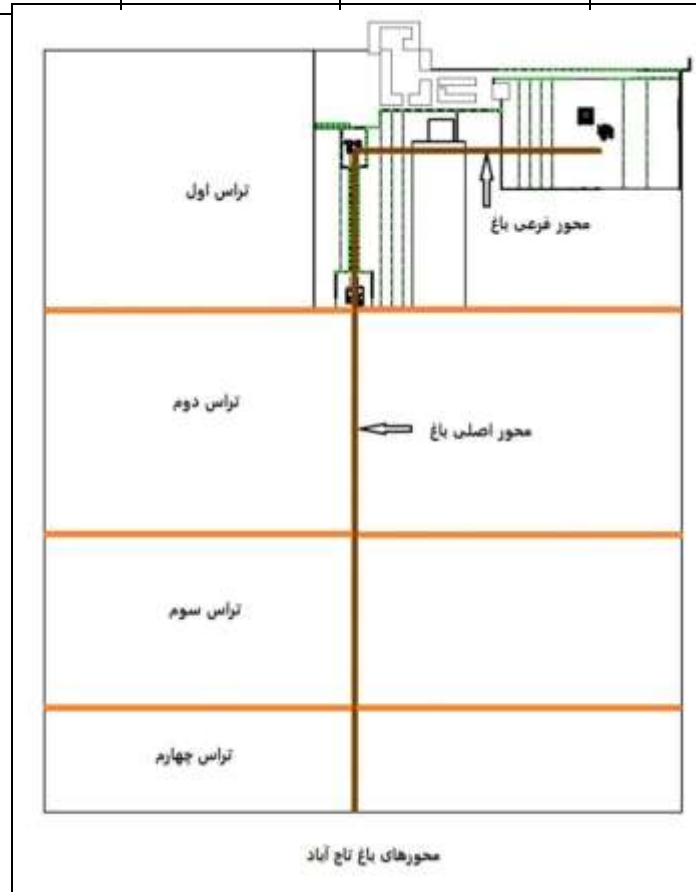 تراس اول
محور فرعی باغ
تراس دوم
محور اصلی باغ
تراس سوم
تراس چهارم
محورهای باغ تاج آباد